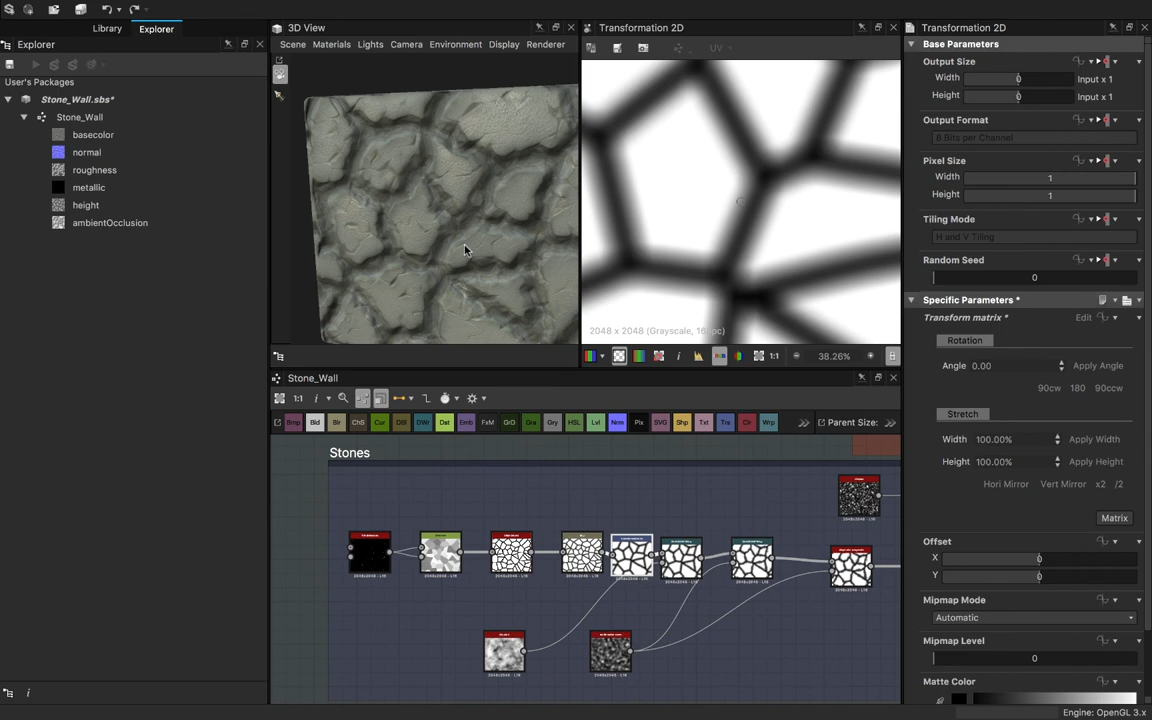 Library
Explorer
Explorer
User's Packages
Stone_Wall.sbs*
Stone_Wall
basecolor
normal
roughness
metallic
height
ambientOcclusion
3D View
Scene Materials Lights Camera Environment Display Renderer
Transformation 2D
UV
38.26%
1:1
Stone_Wall
1:1
Bmp Bld Blr ChS Cur DBl DWr Dat Emb FxM GrD Gra Gry HSL Lvl Nrm Pix SVG Shp Txt Trs Clr Wrp
Parent Size:
Stones
Transformation 2D
Base Parameters
Output Size
Width 0 Input x 1
Height 0 Input x 1
Output Format
8 Bits per Channel
Pixel Size
Width 1
Height 1
Tiling Mode
H and V Tiling
Random Seed
0
Specific Parameters *
Transform matrix * Edit
Rotation
Angle 0.00 Apply Angle
90cw 180 90ccw
Stretch
Width 100.00% Apply Width
Height 100.00% Apply Height
Hori Mirror Vert Mirror x2 /2
Matrix
Offset
X 0
Y 0
Mipmap Mode
Automatic
Mipmap Level
0
Matte Color
Engine: OpenGL 3.x